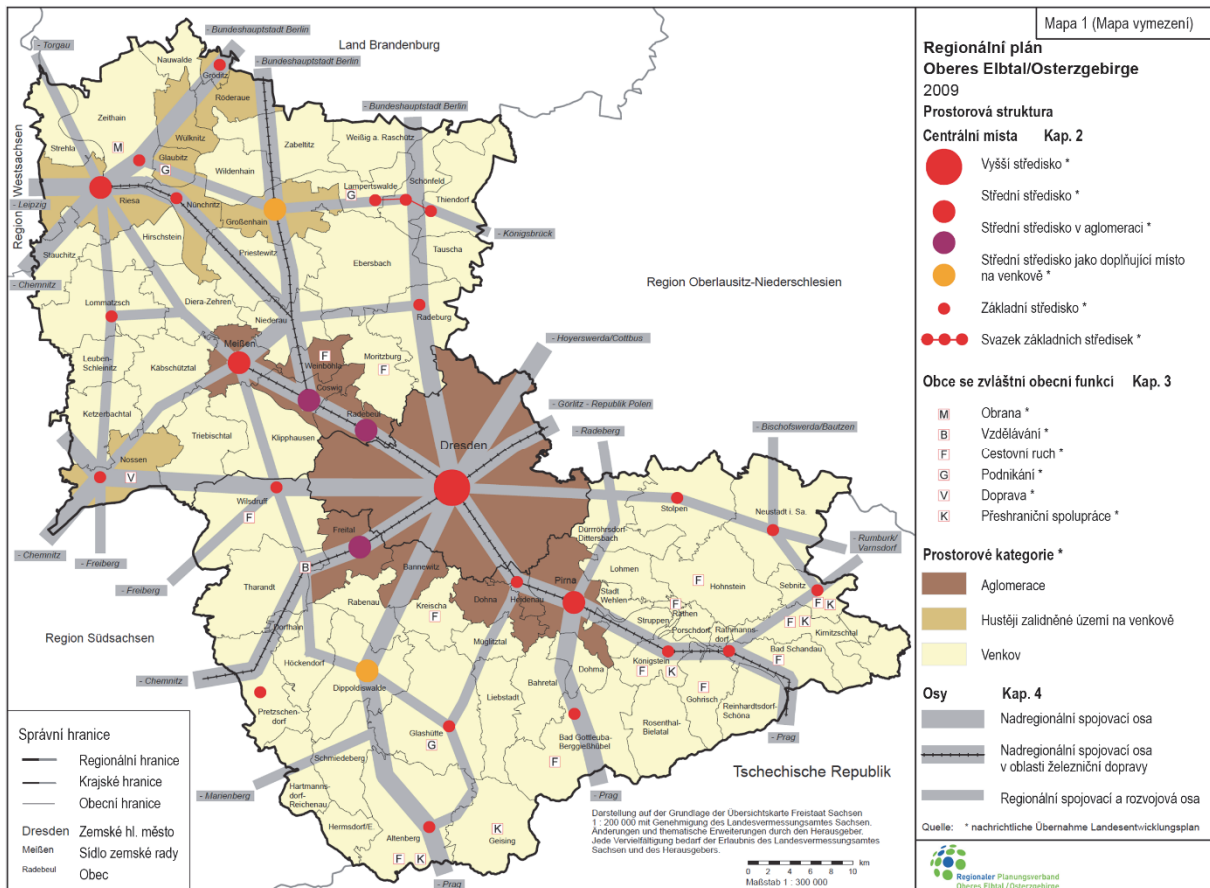 Mapa 1 (Mapa vymezení)
Regionální plán
Oberes Elbtal/Osterzgebirge
2009
Prostorová struktura
Centrální místa Kap. 2
Vyšší středisko *
Střední středisko *
Střední středisko v aglomeraci *
Střední středisko jako doplňující místo
na venkově *
Základní středisko *
Svazek základních středisek *
Obce se zvláštní obecní funkcí Kap. 3
M Obrana *
B Vzdělávání *
F Cestovní ruch *
G Podnikání *
V Doprava *
K Přeshraniční spolupráce *
Prostorové kategorie *
Aglomerace
Hustěji zalidněné území na venkově
Venkov
Osy Kap. 4
Nadregionální spojovací osa
Nadregionální spojovací osa
v oblasti železniční dopravy
Regionální spojovací a rozvojová osa
Quelle: * nachrichtliche Übernahme Landesentwicklungsplan
Regionaler Planungsverband
Oberes Elbtal / Osterzgebirge
- Torgau
- Bundeshauptstadt Berlin
Land Brandenburg
- Bundeshauptstadt Berlin
- Bundeshauptstadt Berlin
Nauwalde
Gröditz
Röderaue
Zeithain
Strehla
M
Wülknitz
Glaubitz
G
Zabeltitz
Weißig a. Raschütz
Wildenhain
Lampertswalde
G
Schönfeld
Thiendorf
Region Westsachsen
- Leipzig
Riesa
Nünchritz
Großenhain
- Königsbrück
Stauchitz
Hirschstein
Priestewitz
Ebersbach
Tauscha
- Chemnitz
Lommatzsch
Diera-Zehren
Niederau
Radeburg
Region Oberlausitz-Niederschlesien
Meißen
- Hoyerswerda/Cottbus
Leuben-
Schleinitz
Käbschütztal
F
Weinböhla
Moritzburg
F
Coswig
Radebeul
- Görlitz - Republik Polen
Ketzerbachtal
- Radeberg
- Bischofswerda/Bautzen
Triebischtal
Klipphausen
Dresden
Nossen
V
Wilsdruff
F
Stolpen
Neustadt i. Sa.
- Chemnitz
- Freiberg
- Freiberg
Freital
Dürrröhrsdorf-
Dittersbach
- Rumburk/
Varnsdorf
B
Bannewitz
Lohmen
Tharandt
Rabenau
Kreischa
F
Dohna
Heidenau
Pirna
Stadt
Wehlen
F
Hohnstein
Sebnitz
F K
F K
Kirnitzschtal
Struppen
F
Rathen
Porschdorf
Rathmanns-
dorf
Bad Schandau
F
Region Südsachsen
Dorfhain
Höckendorf
Müglitztal
Dohma
Königstein
F K
F
Gohrisch
- Chemnitz
Dippoldiswalde
Liebstadt
Bahretal
Reinhardtsdorf-
Schöna
Pretzschen-
dorf
Rosenthal-
Bielatal
- Prag
Glashütte
G
Bad Gottleuba-
Berggießhübel
F
Schmiedeberg
- Marienberg
Hartmanns-
dorf-
Reichenau
Tschechische Republik
- Prag
Hermsdorf/E.
Altenberg
F K
K
Geising
- Prag
Správní hranice
Regionální hranice
Krajské hranice
Obecní hranice
Dresden Zemské hl. město
Meißen Sídlo zemské rady
Radebeul Obec
Darstellung auf der Grundlage der Übersichtskarte Freistaat Sachsen
1 : 200 000 mit Genehmigung des Landesvermessungsamtes Sachsen.
Änderungen und thematische Erweiterungen durch den Herausgeber.
Jede Vervielfältigung bedarf der Erlaubnis des Landesvermessungsamtes
Sachsen und des Herausgebers.
0 2 4 6 8 10 km
Maßstab 1 : 300 000